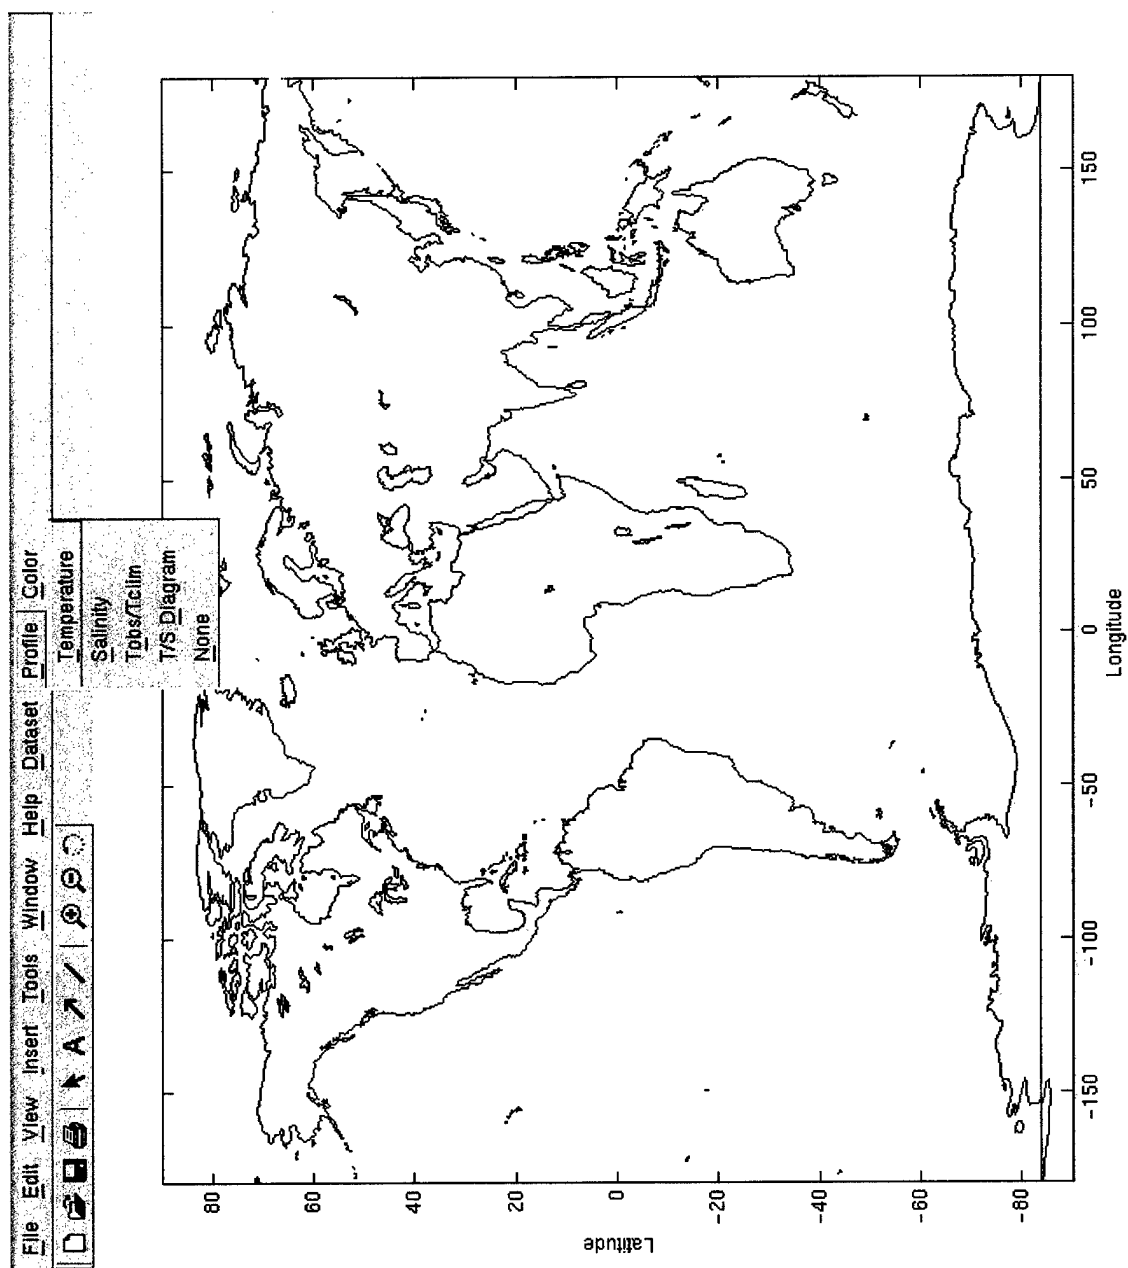 File Edit View Insert Tools Window Help Dataset Profile Color
A
Temperature
Salinity
Tobs/Tclim
T/S Diagram
None
80
60
40
20
0
-20
-40
-60
-80
Latitude
-150
-100
-50
0
50
100
150
Longitude